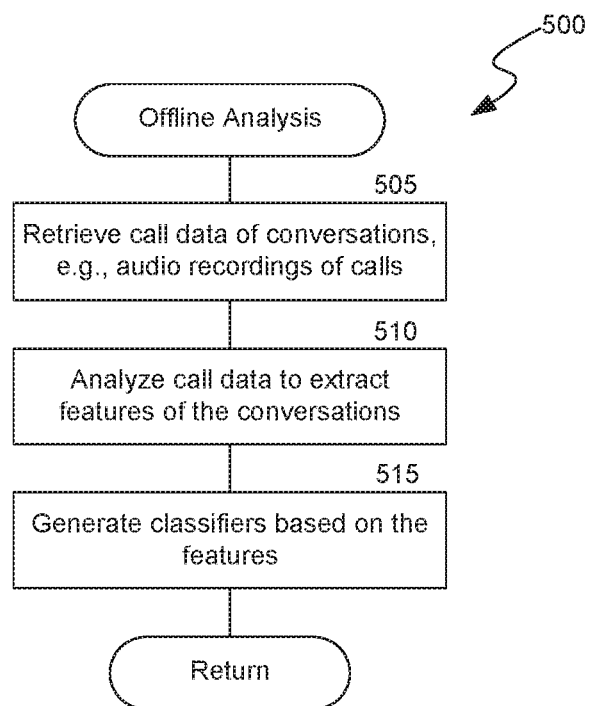 500
Offline Analysis
505
Retrieve call data of conversations,
e.g., audio recordings of calls
510
Analyze call data to extract
features of the conversations
515
Generate classifiers based on the
features
Return